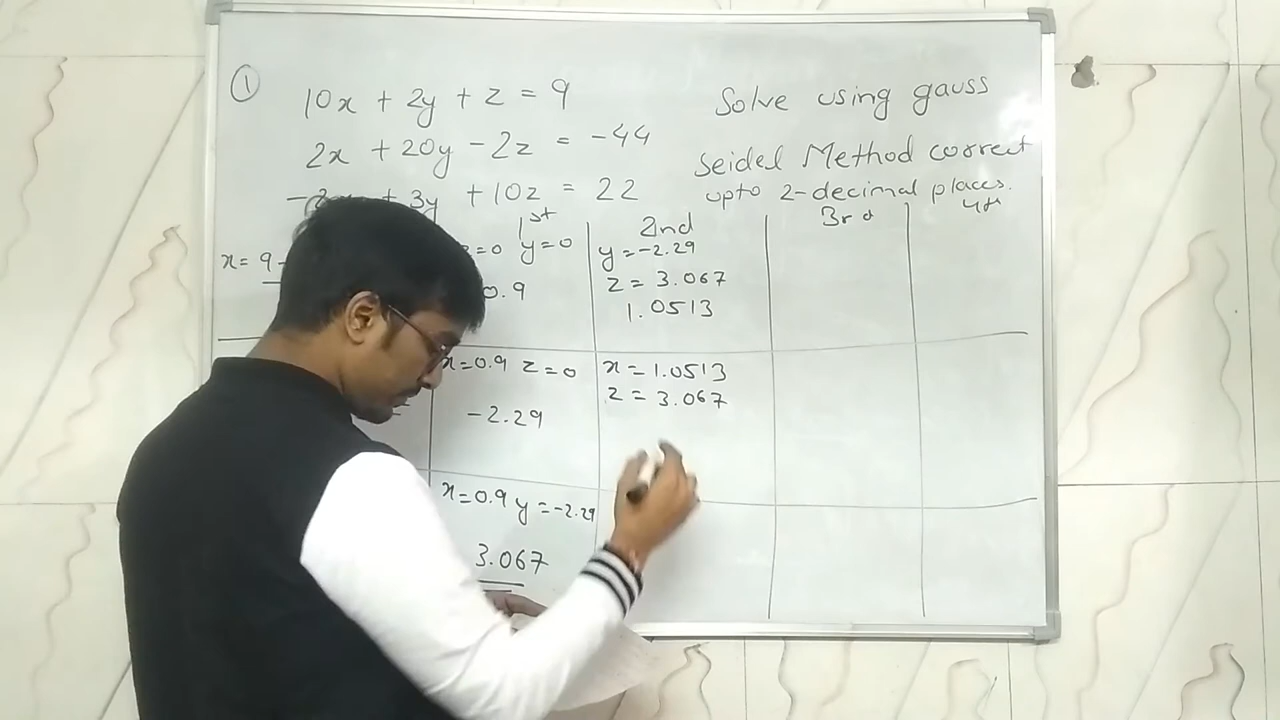 ①
10x + 2y + z = 9
2x + 20y - 2z = -44
+ 3y + 10z = 22
Solve using gauss
Seidel Method correct
upto 2-decimal places.
1st
2nd
3rd
4th
x = 9
=0 y=0
0.9
y = -2.29
z = 3.067
1.0513
x=0.9 z=0
-2.29
x = 1.0513
z = 3.067
x=0.9 y=-2.29
3.067